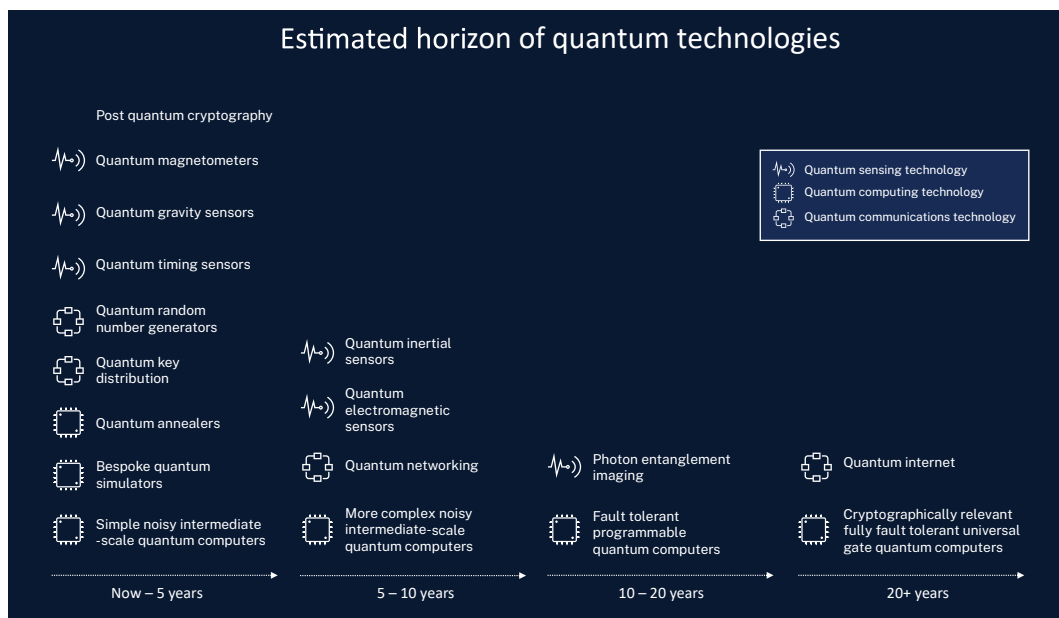 Estimated horizon of quantum technologies
Post quantum cryptography
Quantum magnetometers
Quantum gravity sensors
Quantum timing sensors
Quantum random
number generators
Quantum key
distribution
Quantum annealers
Bespoke quantum
simulators
Simple noisy intermediate
-scale quantum computers
Now – 5 years
Quantum inertial
sensors
Quantum
electromagnetic
sensors
Quantum networking
More complex noisy
intermediate-scale
quantum computers
5 – 10 years
Photon entanglement
imaging
Fault tolerant
programmable
quantum computers
10 – 20 years
Quantum sensing technology
Quantum computing technology
Quantum communications technology
Quantum internet
Cryptographically relevant
fully fault tolerant universal
gate quantum computers
20+ years